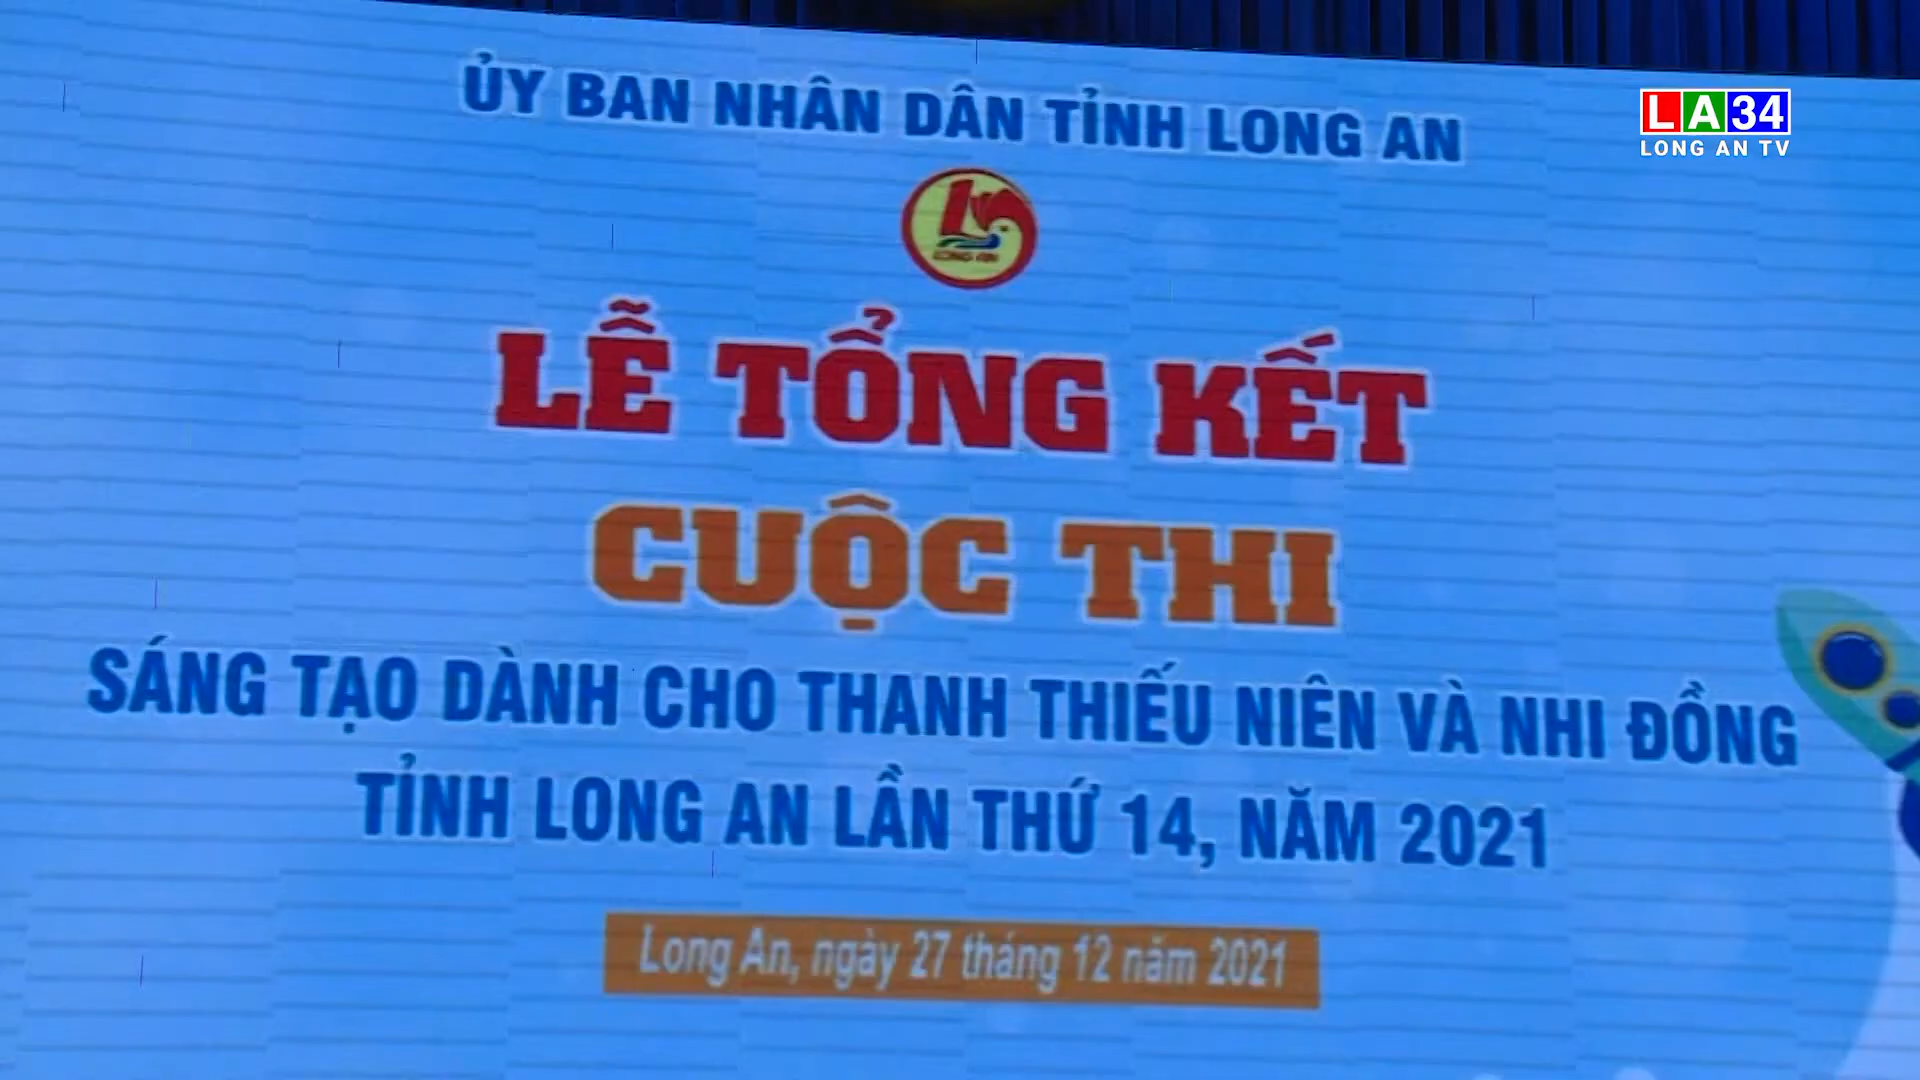 ỦY BAN NHÂN DÂN TỈNH LONG AN
LA34
LONG AN TV
LONG AN
LỄ TỔNG KẾT
CUỘC THI
SÁNG TẠO DÀNH CHO THANH THIẾU NIÊN VÀ NHI ĐỒNG
TỈNH LONG AN LẦN THỨ 14, NĂM 2021
Long An, ngày 27 tháng 12 năm 2021